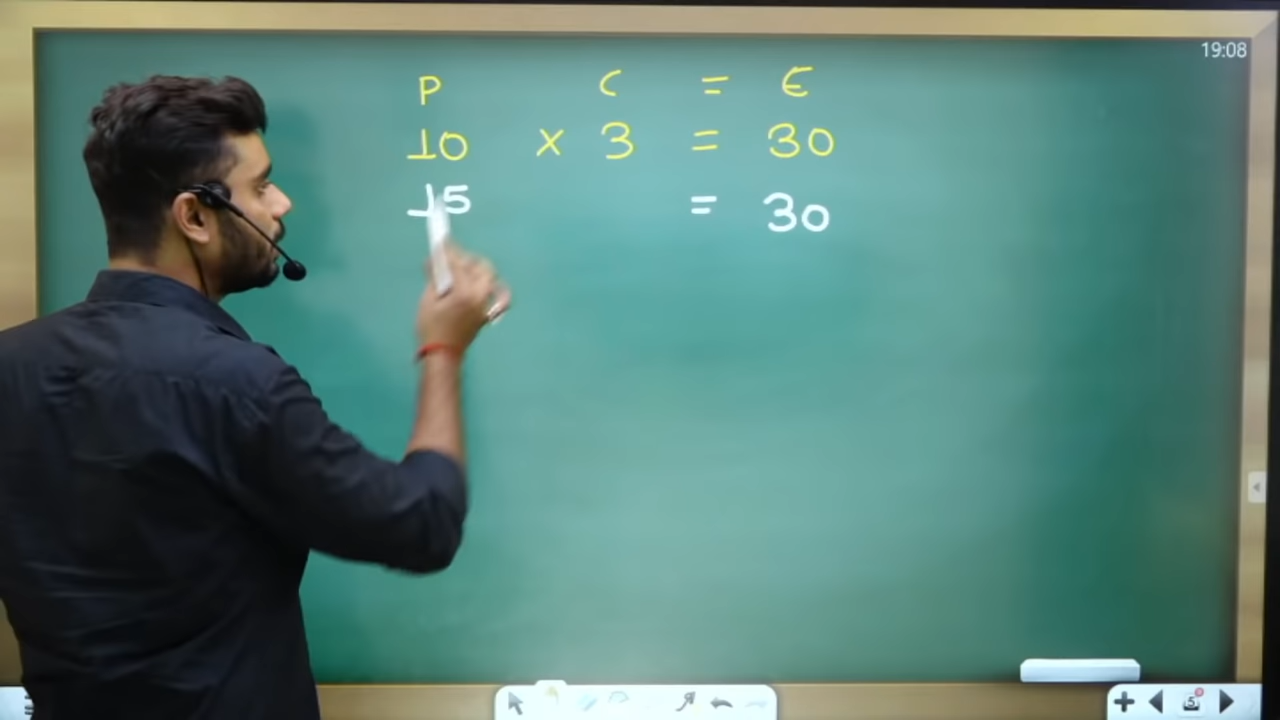 19:08
P C = E
10 × 3 = 30
15 = 30